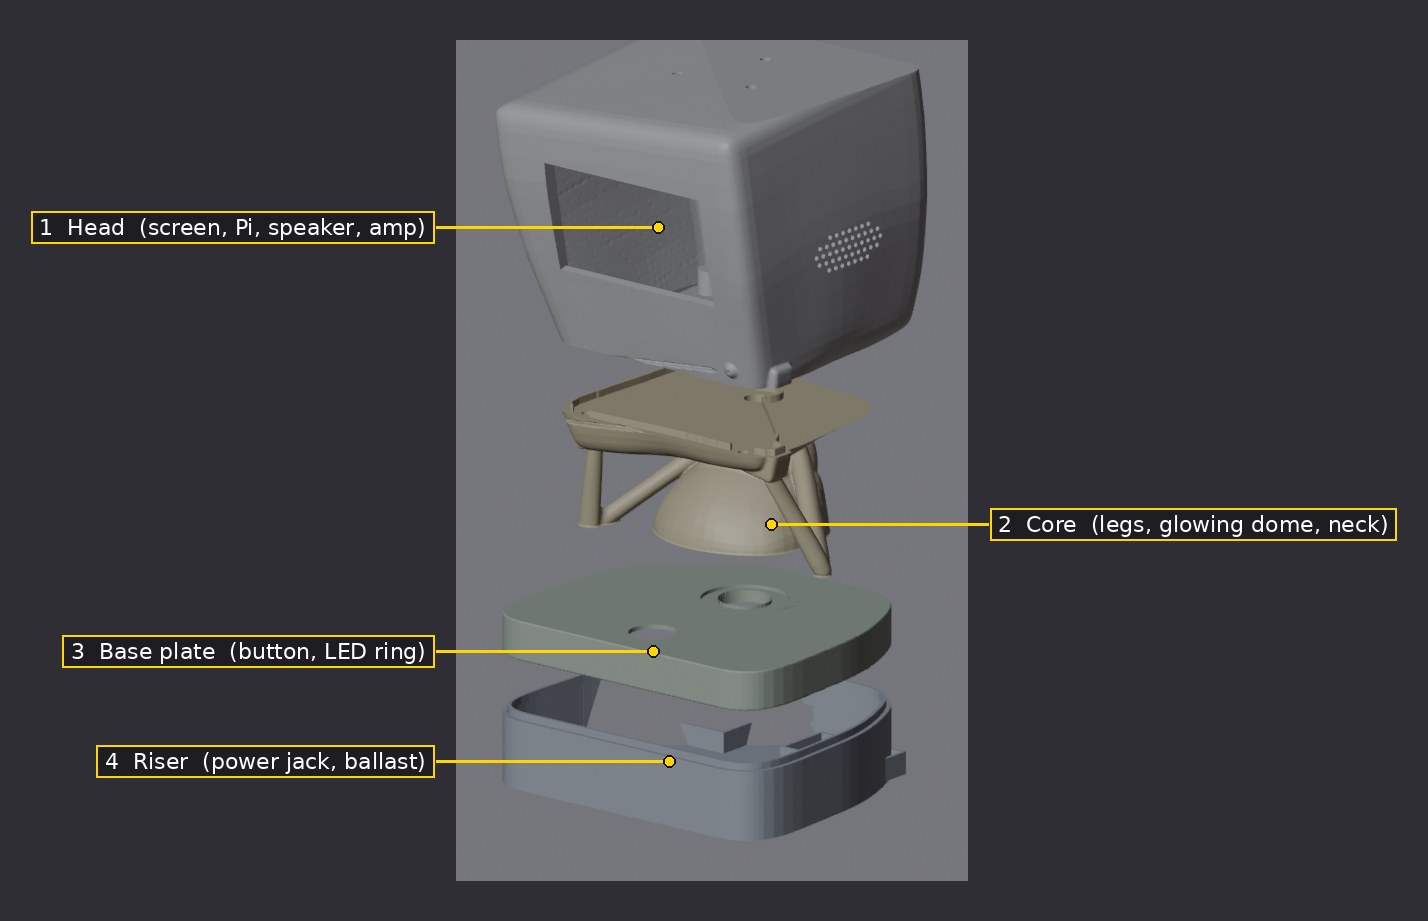 1  Head  (screen, Pi, speaker, amp)
2  Core  (legs, glowing dome, neck)
3  Base plate  (button, LED ring)
4  Riser  (power jack, ballast)